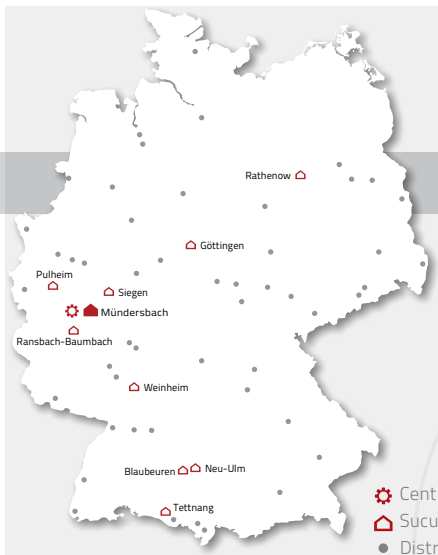 Rathenow
Göttingen
Pulheim
Siegen
Mündersbach
Ransbach-Baumbach
Weinheim
Blaubeuren
Neu-Ulm
Tettnang
Cent
Sucu
Distr